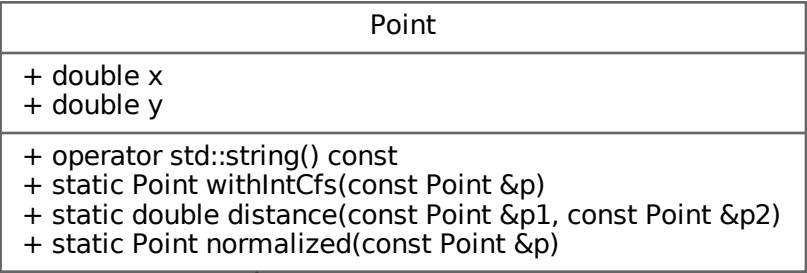 Point
+ double x
+ double y
+ operator std::string() const
+ static Point withIntCfs(const Point &p)
+ static double distance(const Point &p1, const Point &p2)
+ static Point normalized(const Point &p)